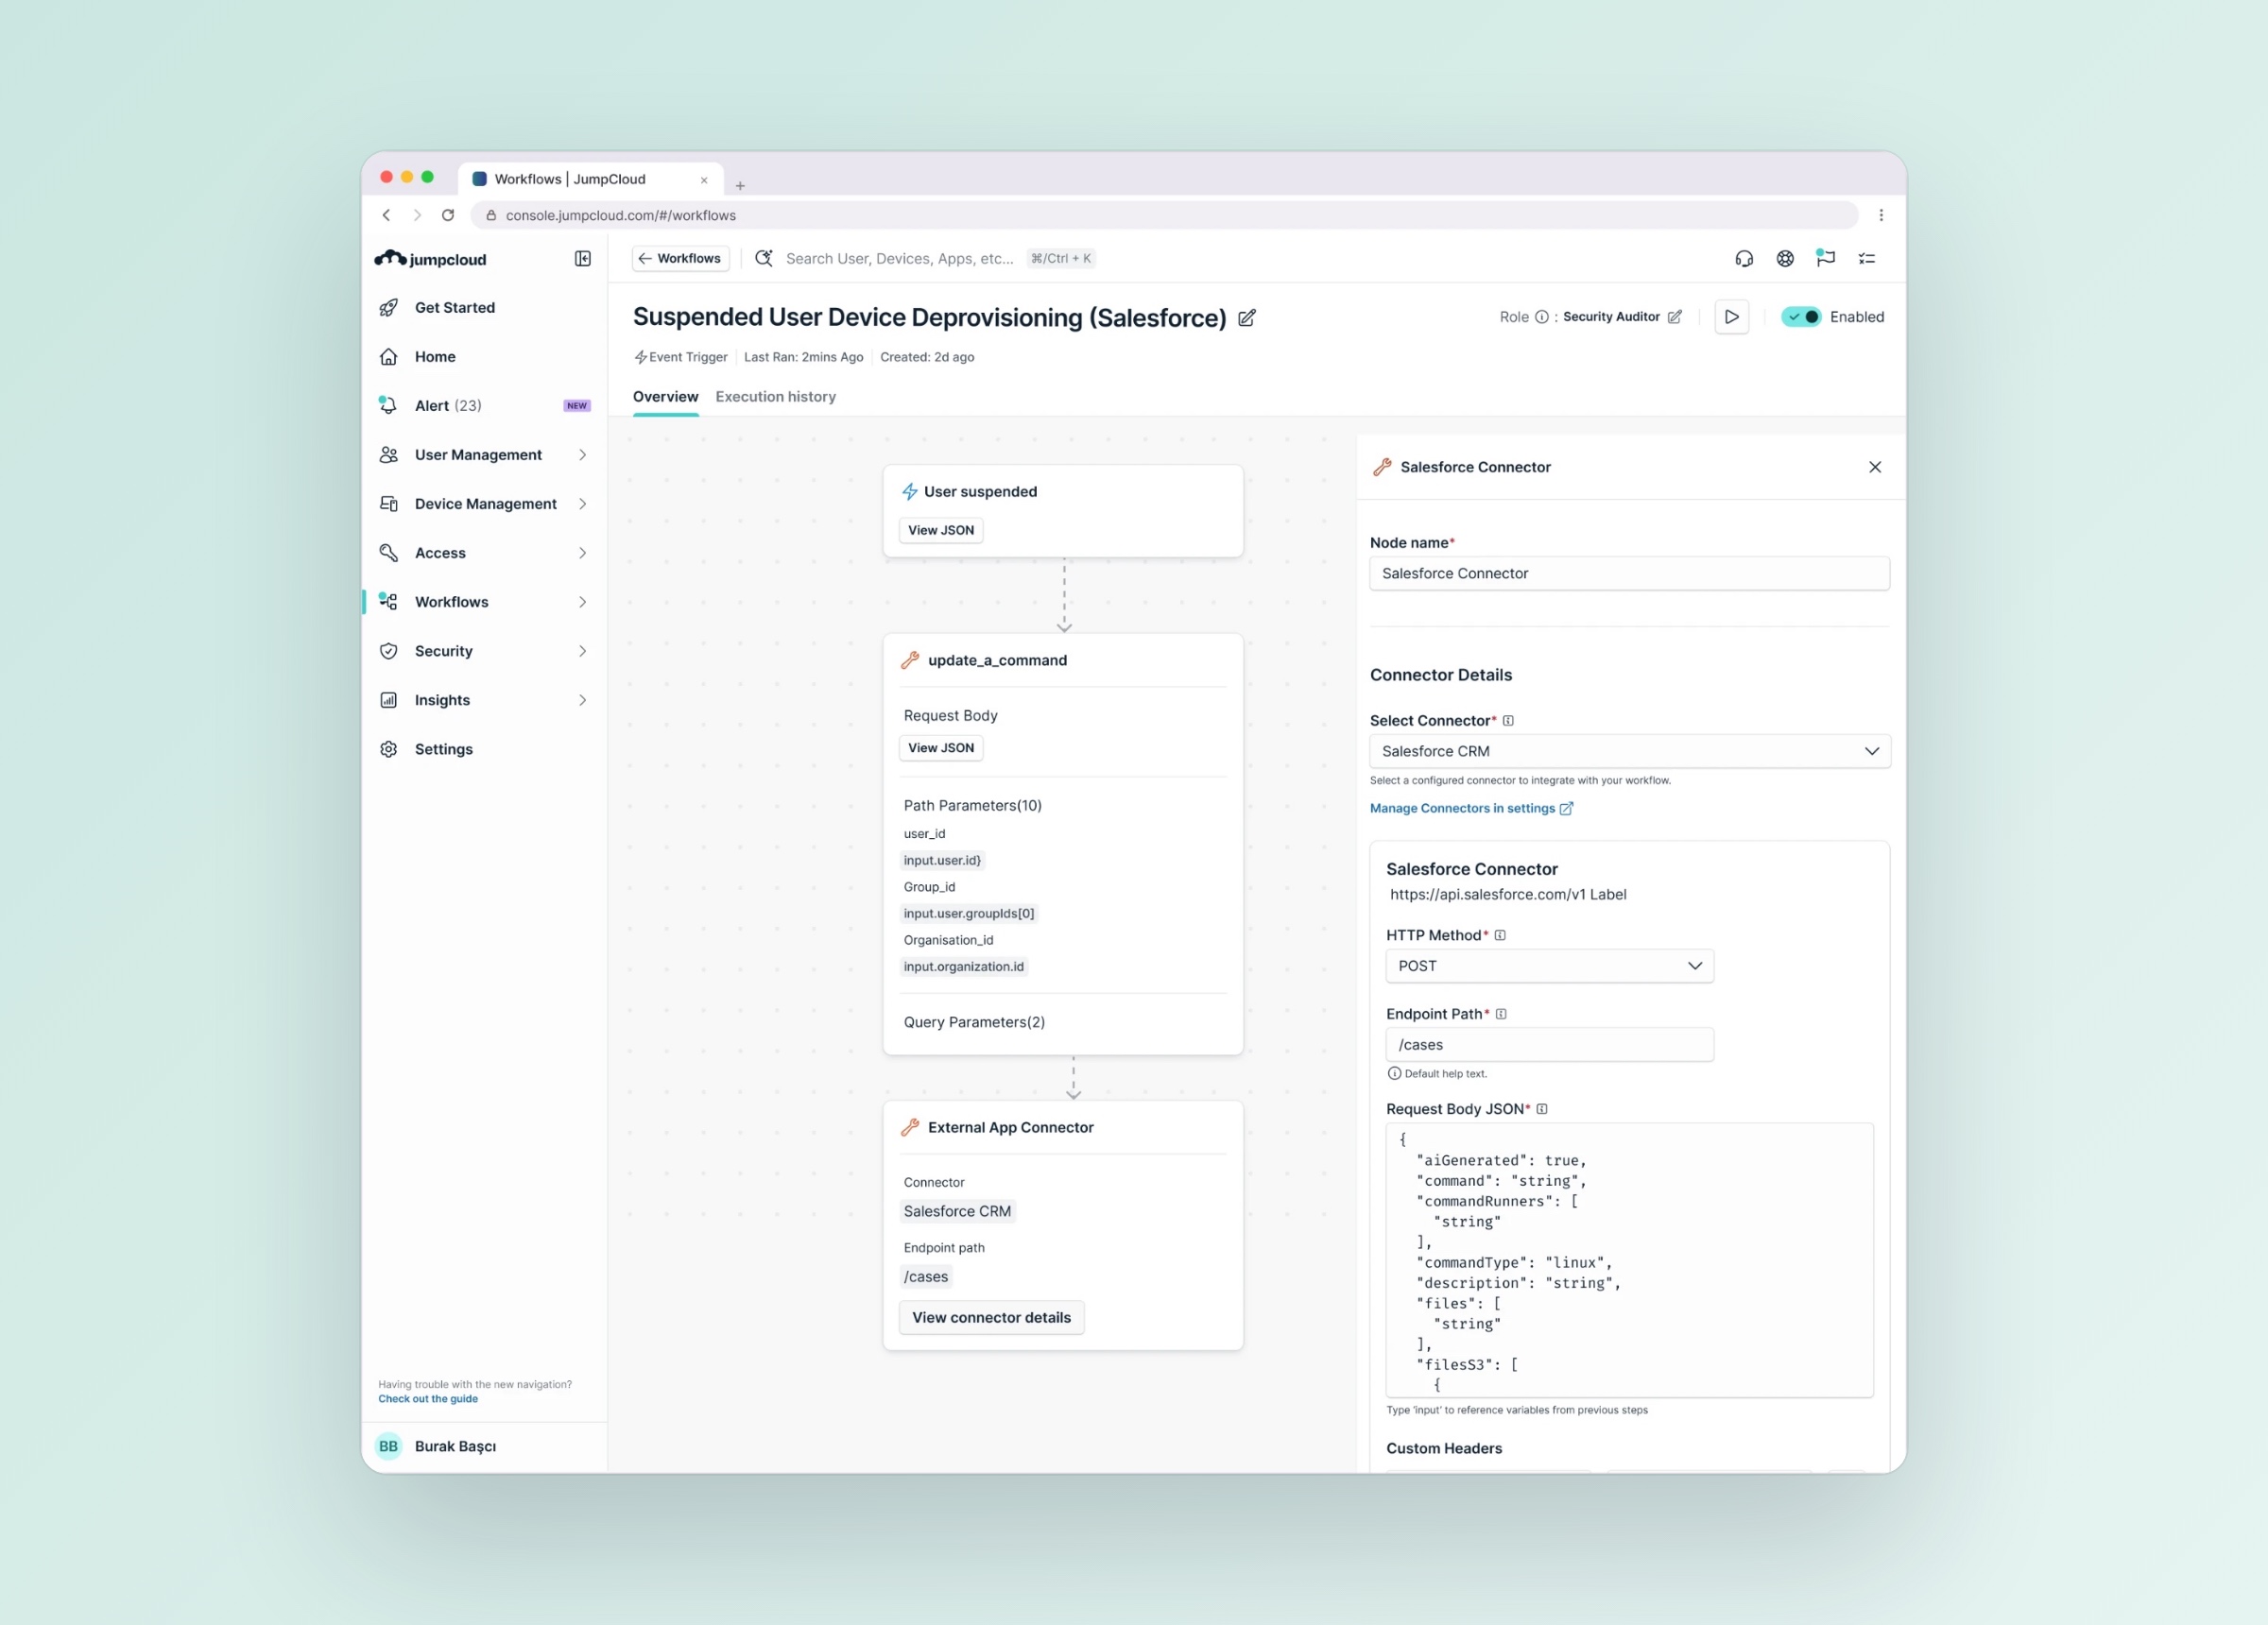 Workflows | JumpCloud
console.jumpcloud.com/#/workflows
jumpcloud
Get Started
Home
Alert (23) NEW
User Management
Device Management
Access
Workflows
Security
Insights
Settings
Having trouble with the new navigation?
Check out the guide
BB Burak Başcı
Workflows
Search User, Devices, Apps, etc... ⌘/Ctrl + K
Suspended User Device Deprovisioning (Salesforce)
Role : Security Auditor
Enabled
Event Trigger Last Ran: 2mins Ago Created: 2d ago
Overview Execution history
User suspended
View JSON
update_a_command
Request Body
View JSON
Path Parameters(10)
user_id
input.user.id}
Group_id
input.user.groupIds[0]
Organisation_id
input.organization.id
Query Parameters(2)
External App Connector
Connector
Salesforce CRM
Endpoint path
/cases
View connector details
Salesforce Connector
Node name*
Salesforce Connector
Connector Details
Select Connector*
Salesforce CRM
Select a configured connector to integrate with your workflow.
Manage Connectors in settings
Salesforce Connector
https://api.salesforce.com/v1 Label
HTTP Method*
POST
Endpoint Path*
/cases
Default help text.
Request Body JSON*
{
"aiGenerated": true,
"command": "string",
"commandRunners": [
"string"
],
"commandType": "linux",
"description": "string",
"files": [
"string"
],
"filesS3": [
{
Type 'input' to reference variables from previous steps
Custom Headers